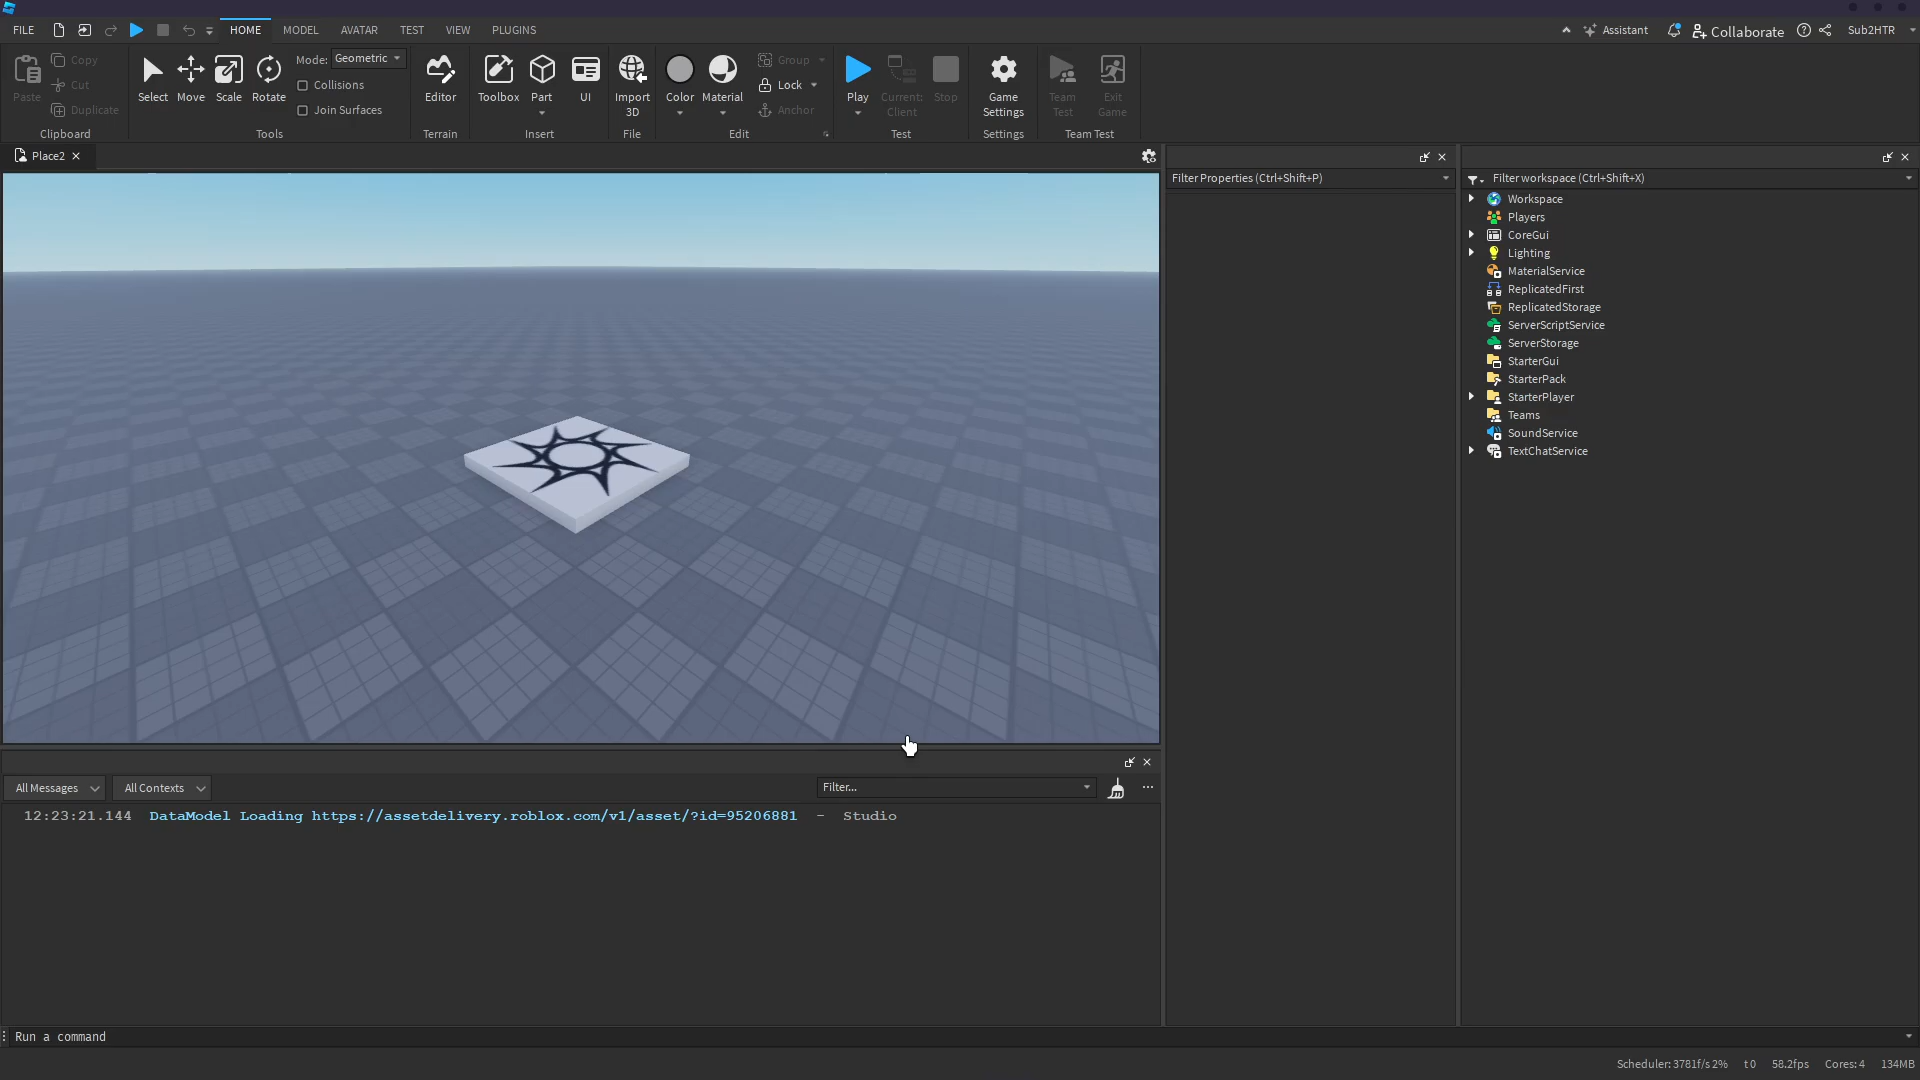 FILE HOME MODEL AVATAR TEST VIEW PLUGINS Assistant Collaborate Sub2HTR
Paste Copy Cut Duplicate
Clipboard
Select Move Scale Rotate Mode: Geometric
Collisions
Join Surfaces
Tools
Editor
Terrain
Toolbox Part UI
Insert
Import
3D
File
Color Material Group
Lock
Anchor
Edit
Play Current:
Client Stop
Test
Game
Settings
Settings
Team
Test Exit
Game
Team Test
Place2
Filter Properties (Ctrl+Shift+P)
Filter workspace (Ctrl+Shift+X)
Workspace
Players
CoreGui
Lighting
MaterialService
ReplicatedFirst
ReplicatedStorage
ServerScriptService
ServerStorage
StarterGui
StarterPack
StarterPlayer
Teams
SoundService
TextChatService
All Messages All Contexts Filter...
12:23:21.144 DataModel Loading https://assetdelivery.roblox.com/v1/asset/?id=95206881 - Studio
Run a command
Scheduler: 3781f/s 2% t 0 58.2fps Cores: 4 134MB